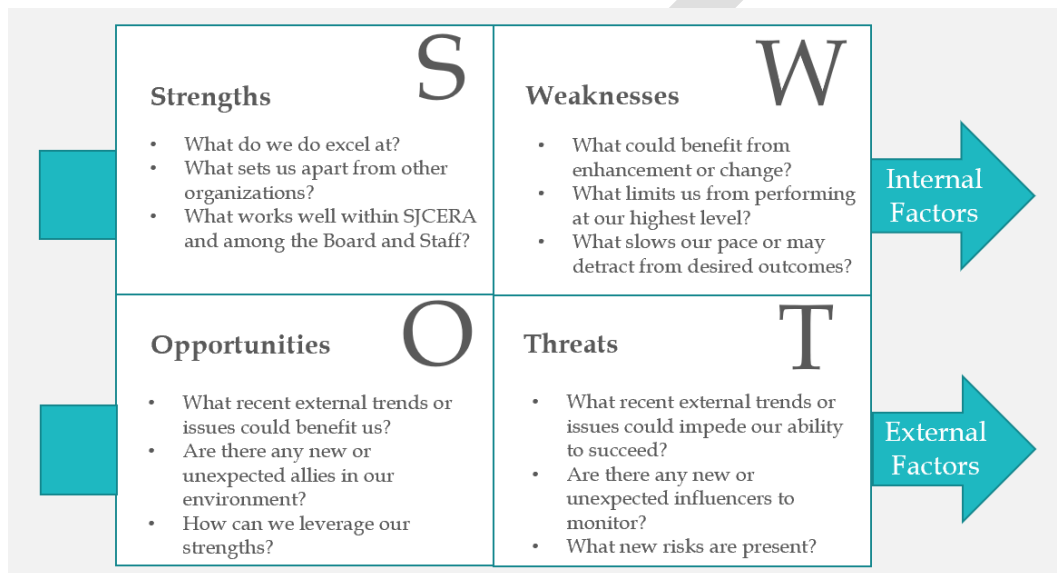 S
Strengths
• What do we do excel at?
• What sets us apart from other
organizations?
• What works well within SJCERA
and among the Board and Staff?
W
Weaknesses
• What could benefit from
enhancement or change?
• What limits us from performing
at our highest level?
• What slows our pace or may
detract from desired outcomes?
Internal
Factors
O
Opportunities
• What recent external trends or
issues could benefit us?
• Are there any new or
unexpected allies in our
environment?
• How can we leverage our
strengths?
T
Threats
• What recent external trends or
issues could impede our ability
to succeed?
• Are there any new or
unexpected influencers to
monitor?
• What new risks are present?
External
Factors